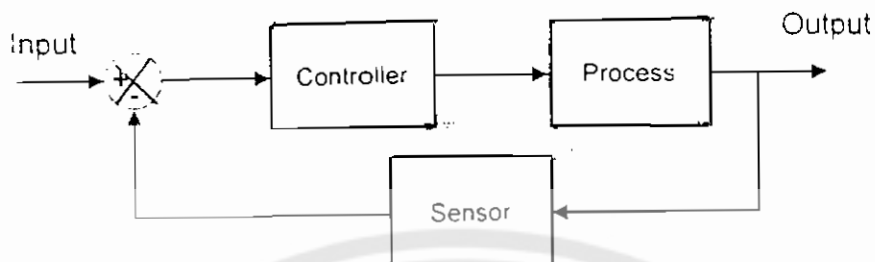 Input
Output
+
-
Controller
Process
Sensor